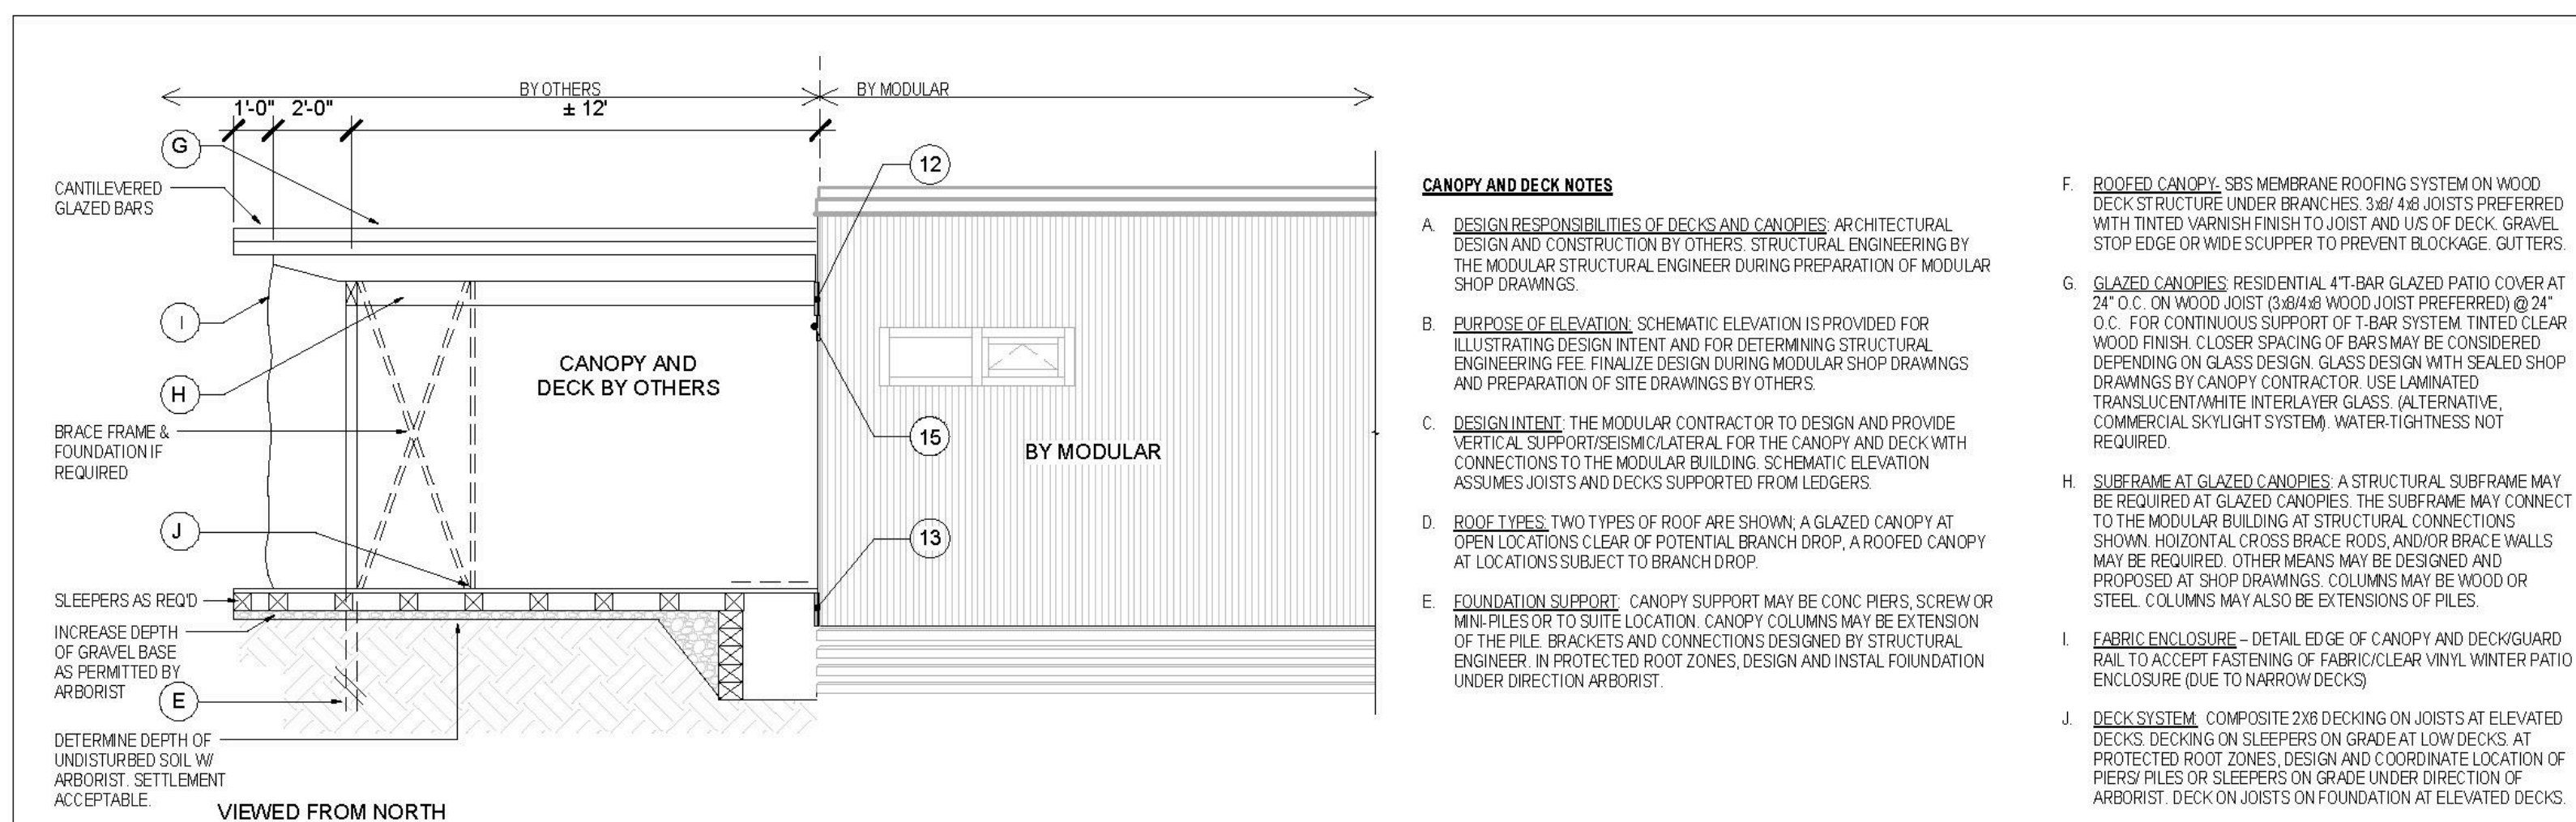 BY OTHERS
BY MODULAR
1'-0"
2'-0"
± 12'
G
12
CANTILEVERED
GLAZED BARS
I
CANOPY AND
DECK BY OTHERS
H
BRACE FRAME &
FOUNDATION IF
REQUIRED
15
BY MODULAR
J
13
SLEEPERS AS REQ'D
INCREASE DEPTH
OF GRAVEL BASE
AS PERMITTED BY
ARBORIST
E
DETERMINE DEPTH OF
UNDISTURBED SOIL W/
ARBORIST. SETTLEMENT
ACCEPTABLE.
VIEWED FROM NORTH
CANOPY AND DECK NOTES
A. DESIGN RESPONSIBILITIES OF DECKS AND CANOPIES: ARCHITECTURAL
DESIGN AND CONSTRUCTION BY OTHERS. STRUCTURAL ENGINEERING BY
THE MODULAR STRUCTURAL ENGINEER DURING PREPARATION OF MODULAR
SHOP DRAWINGS.
B. PURPOSE OF ELEVATION: SCHEMATIC ELEVATION IS PROVIDED FOR
ILLUSTRATING DESIGN INTENT AND FOR DETERMINING STRUCTURAL
ENGINEERING FEE. FINALIZE DESIGN DURING MODULAR SHOP DRAWINGS
AND PREPARATION OF SITE DRAWINGS BY OTHERS.
C. DESIGN INTENT: THE MODULAR CONTRACTOR TO DESIGN AND PROVIDE
VERTICAL SUPPORT/SEISMIC/LATERAL FOR THE CANOPY AND DECK WITH
CONNECTIONS TO THE MODULAR BUILDING. SCHEMATIC ELEVATION
ASSUMES JOISTS AND DECKS SUPPORTED FROM LEDGERS.
D. ROOF TYPES: TWO TYPES OF ROOF ARE SHOWN; A GLAZED CANOPY AT
OPEN LOCATIONS CLEAR OF POTENTIAL BRANCH DROP, A ROOFED CANOPY
AT LOCATIONS SUBJECT TO BRANCH DROP.
E. FOUNDATION SUPPORT: CANOPY SUPPORT MAY BE CONC PIERS, SCREW OR
MINI-PILES OR TO SUITE LOCATION. CANOPY COLUMNS MAY BE EXTENSION
OF THE PILE. BRACKETS AND CONNECTIONS DESIGNED BY STRUCTURAL
ENGINEER. IN PROTECTED ROOT ZONES, DESIGN AND INSTAL FOIUNDATION
UNDER DIRECTION ARBORIST.
F. ROOFED CANOPY- SBS MEMBRANE ROOFING SYSTEM ON WOOD
DECK STRUCTURE UNDER BRANCHES. 3x8/ 4x8 JOISTS PREFERRED
WITH TINTED VARNISH FINISH TO JOIST AND U/S OF DECK. GRAVEL
STOP EDGE OR WIDE SCUPPER TO PREVENT BLOCKAGE. GUTTERS.
G. GLAZED CANOPIES: RESIDENTIAL 4"T-BAR GLAZED PATIO COVER AT
24" O.C. ON WOOD JOIST (3x8/4x8 WOOD JOIST PREFERRED) @ 24"
O.C. FOR CONTINUOUS SUPPORT OF T-BAR SYSTEM. TINTED CLEAR
WOOD FINISH. CLOSER SPACING OF BARS MAY BE CONSIDERED
DEPENDING ON GLASS DESIGN. GLASS DESIGN WITH SEALED SHOP
DRAWINGS BY CANOPY CONTRACTOR. USE LAMINATED
TRANSLUCENT/WHITE INTERLAYER GLASS. (ALTERNATIVE,
COMMERCIAL SKYLIGHT SYSTEM). WATER-TIGHTNESS NOT
REQUIRED.
H. SUBFRAME AT GLAZED CANOPIES: A STRUCTURAL SUBFRAME MAY
BE REQUIRED AT GLAZED CANOPIES. THE SUBFRAME MAY CONNECT
TO THE MODULAR BUILDING AT STRUCTURAL CONNECTIONS
SHOWN. HOIZONTAL CROSS BRACE RODS, AND/OR BRACE WALLS
MAY BE REQUIRED. OTHER MEANS MAY BE DESIGNED AND
PROPOSED AT SHOP DRAWINGS. COLUMNS MAY BE WOOD OR
STEEL. COLUMNS MAY ALSO BE EXTENSIONS OF PILES.
I. FABRIC ENCLOSURE – DETAIL EDGE OF CANOPY AND DECK/GUARD
RAIL TO ACCEPT FASTENING OF FABRIC/CLEAR VINYL WINTER PATIO
ENCLOSURE (DUE TO NARROW DECKS)
J. DECK SYSTEM: COMPOSITE 2X6 DECKING ON JOISTS AT ELEVATED
DECKS. DECKING ON SLEEPERS ON GRADE AT LOW DECKS. AT
PROTECTED ROOT ZONES, DESIGN AND COORDINATE LOCATION OF
PIERS/ PILES OR SLEEPERS ON GRADE UNDER DIRECTION OF
ARBORIST. DECK ON JOISTS ON FOUNDATION AT ELEVATED DECKS.